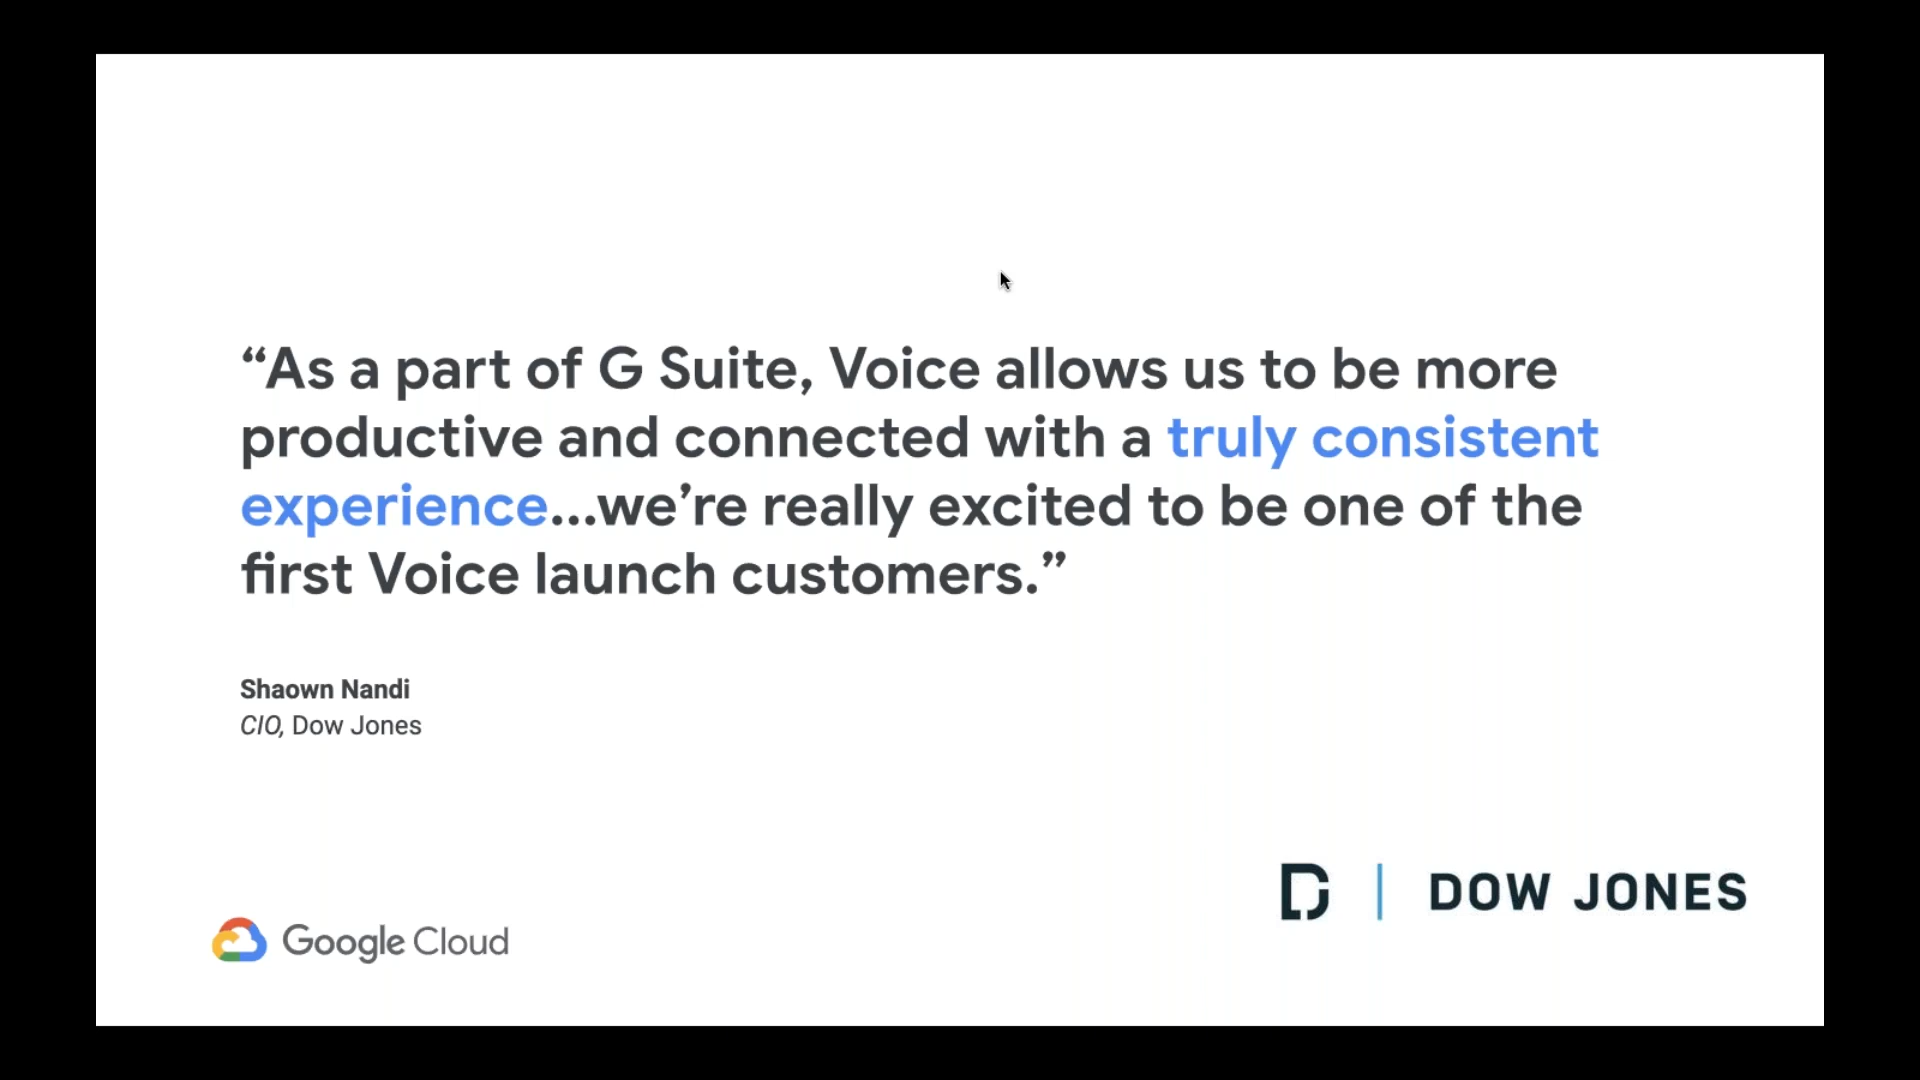 “As a part of G Suite, Voice allows us to be more
productive and connected with a truly consistent
experience...we’re really excited to be one of the
first Voice launch customers.”
Shaown Nandi
CIO, Dow Jones
DOW JONES
Google Cloud